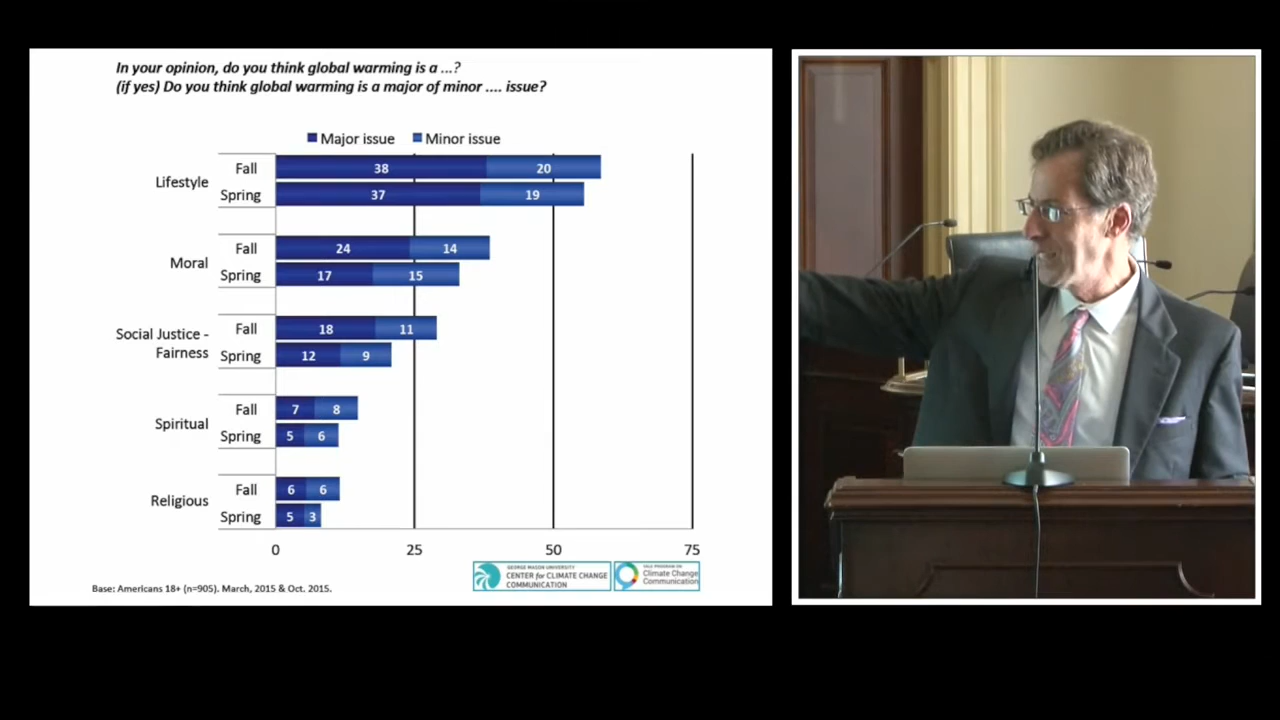 In your opinion, do you think global warming is a ...?
(if yes) Do you think global warming is a major of minor .... issue?
Major issue Minor issue
Lifestyle
Fall 38 20
Spring 37 19
Moral
Fall 24 14
Spring 17 15
Social Justice -
Fairness
Fall 18 11
Spring 12 9
Spiritual
Fall 7 8
Spring 5 6
Religious
Fall 6 6
Spring 5 3
0 25 50 75
Base: Americans 18+ (n=905). March, 2015 & Oct. 2015.
GEORGE MASON UNIVERSITY
CENTER for CLIMATE CHANGE
COMMUNICATION
YALE PROGRAM ON
Climate Change
Communication